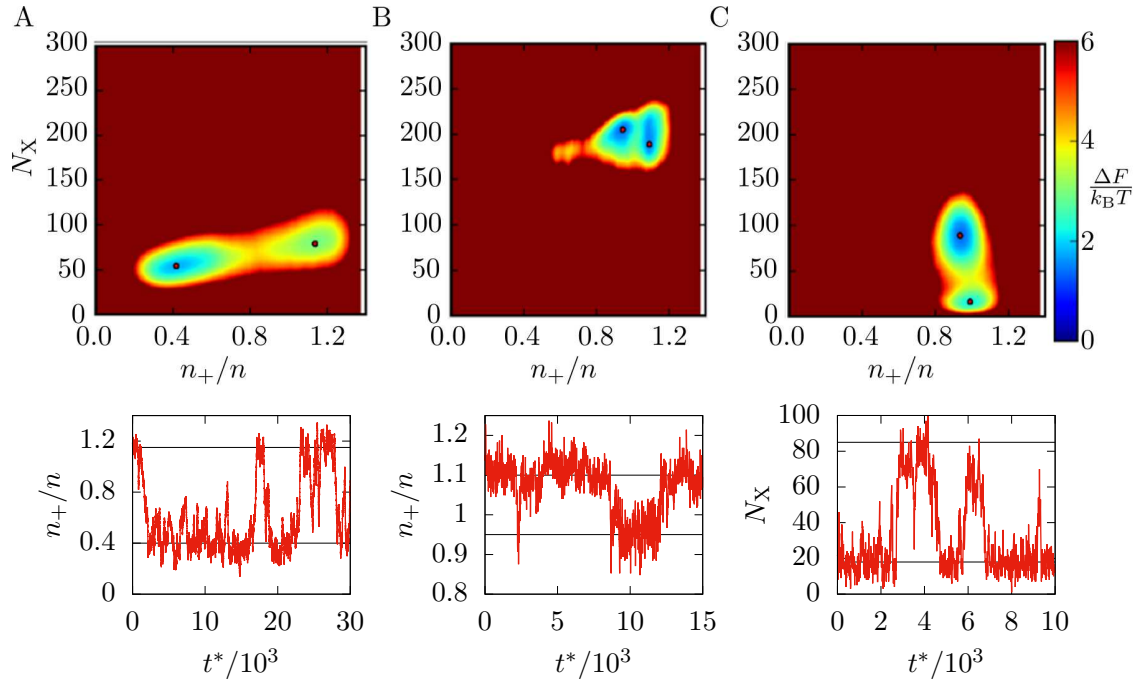 A B C
300 300 300 6
250 250 250
200 200 200 4
N_X 150 150 150 ΔF/k_BT
100 100 100 2
50 50 50
0 0 0 0
0.0 0.4 0.8 1.2 0.0 0.4 0.8 1.2 0.0 0.4 0.8 1.2
n_+/n n_+/n n_+/n
n_+/n 1.2 0.8 0.4 0
0 10 20 30
t*/10^3
n_+/n 1.2 1.1 1 0.9 0.8
0 5 10 15
t*/10^3
N_X 100 80 60 40 20 0
0 2 4 6 8 10
t*/10^3